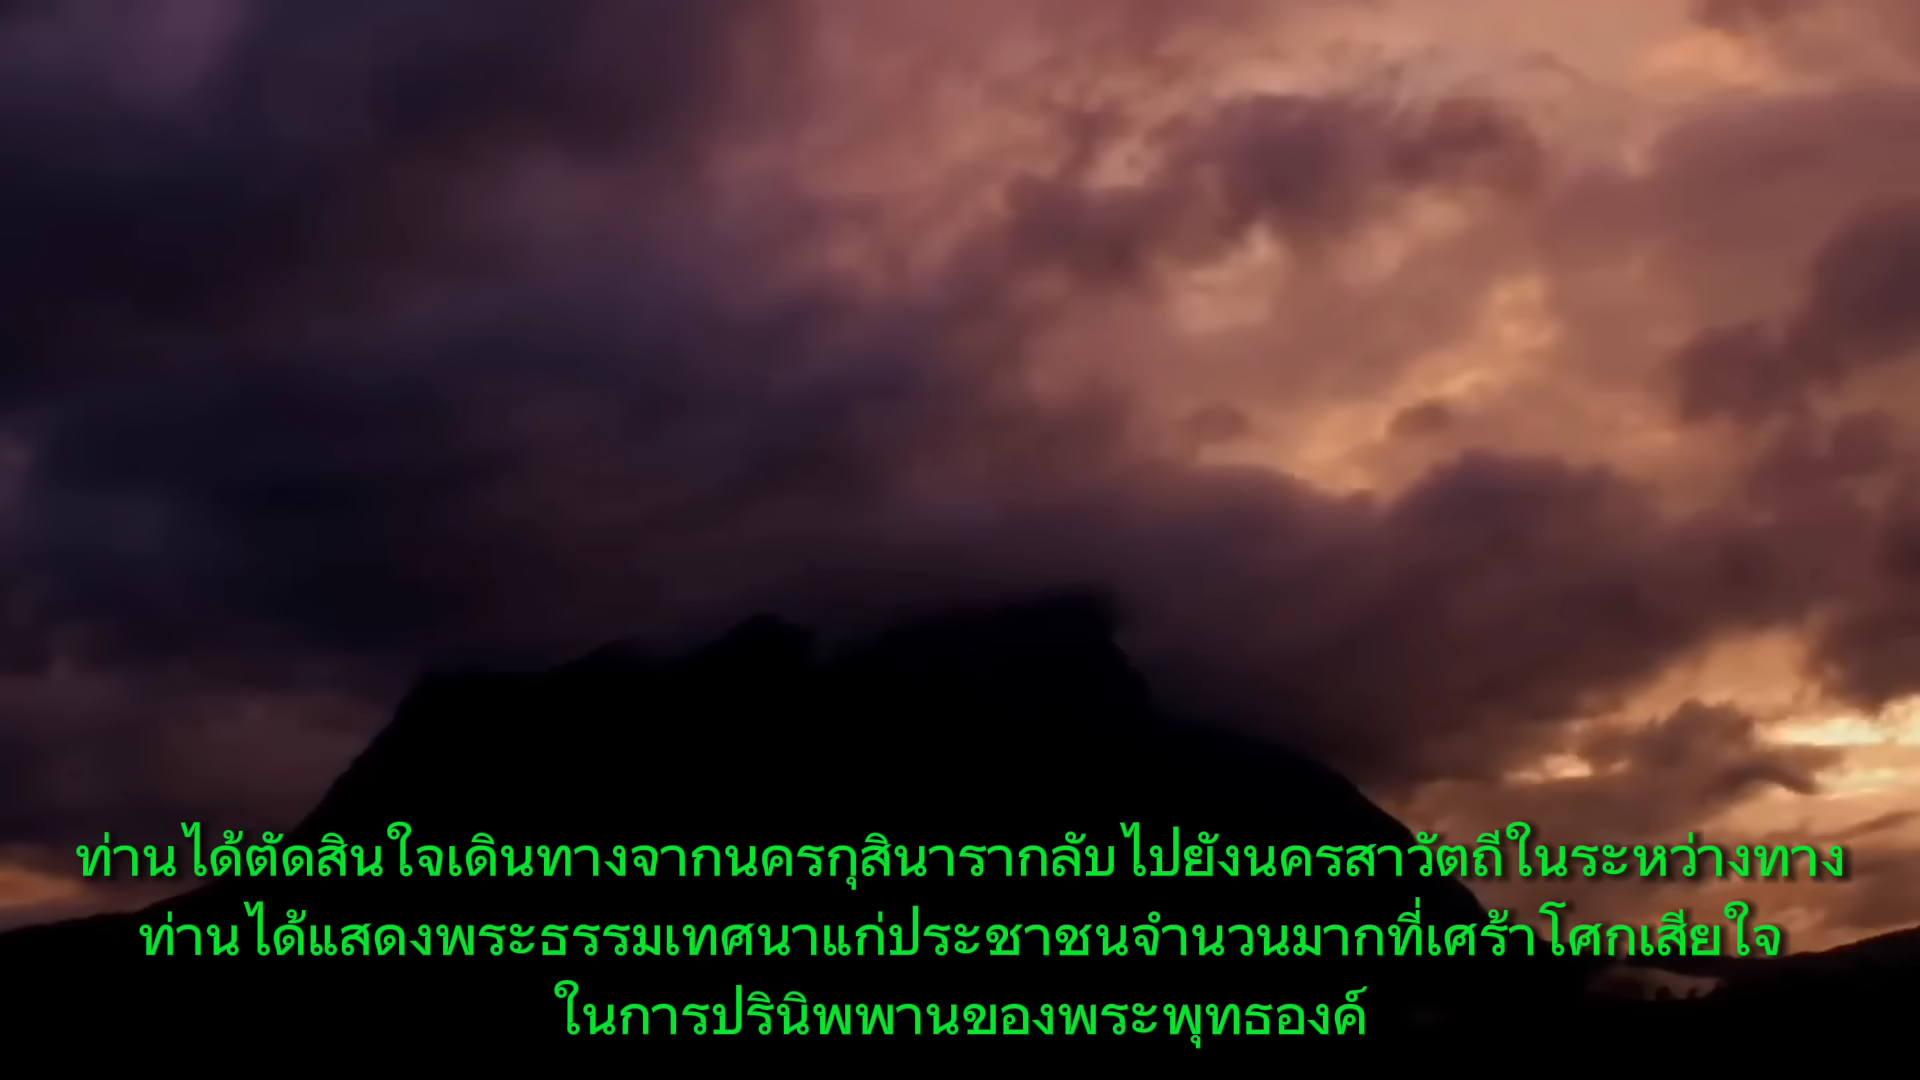 ท่านได้ตัดสินใจเดินทางจากนครกุสินารากลับไปยังนครสาวัตถีในระหว่างทาง
ท่านได้แสดงพระธรรมเทศนาแก่ประชาชนจำนวนมากที่เศร้าโศกเสียใจ
ในการปรินิพพานของพระพุทธองค์